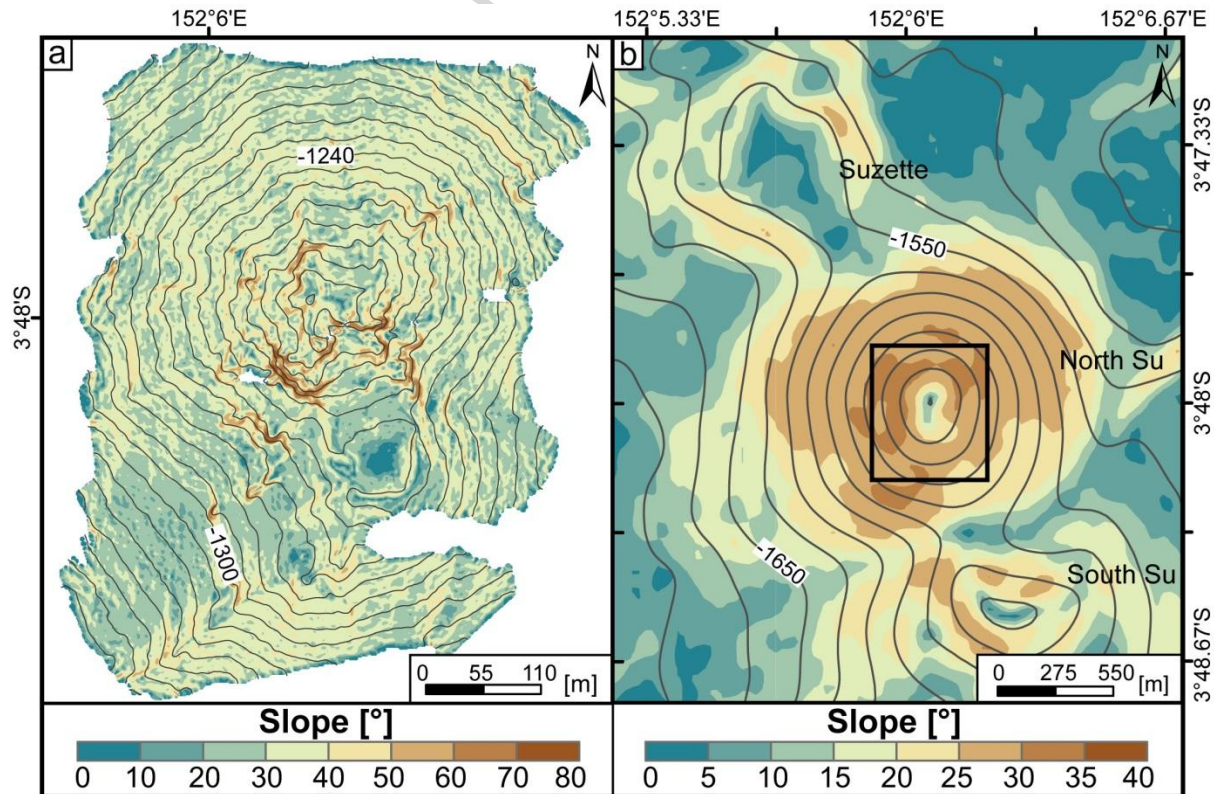 152°6'E
152°5.33'E 152°6'E 152°6.67'E
a
N
b
N
-1240
3°47.33'S
Suzette
-1550
3°48'S
North Su
3°48'S
-1300
-1650
South Su
3°48.67'S
0 55 110 [m]
0 275 550 [m]
Slope [°]
0 10 20 30 40 50 60 70 80
Slope [°]
0 5 10 15 20 25 30 35 40